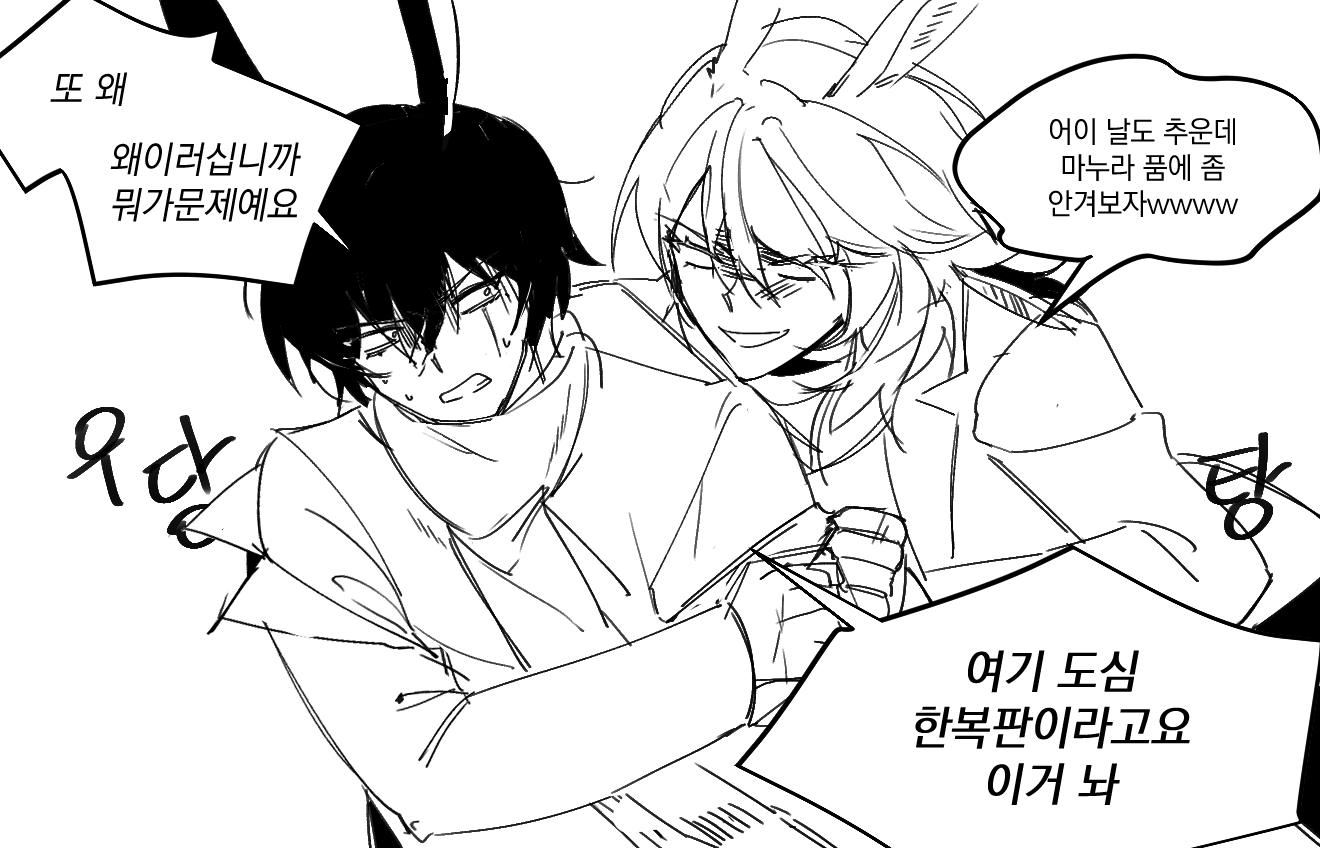 또 왜
왜이러십니까
뭐가문제예요
어이 날도 추운데
마누라 품에 좀
안겨보자wwww
우당
탕
여기 도심
한복판이라고요
이거 놔